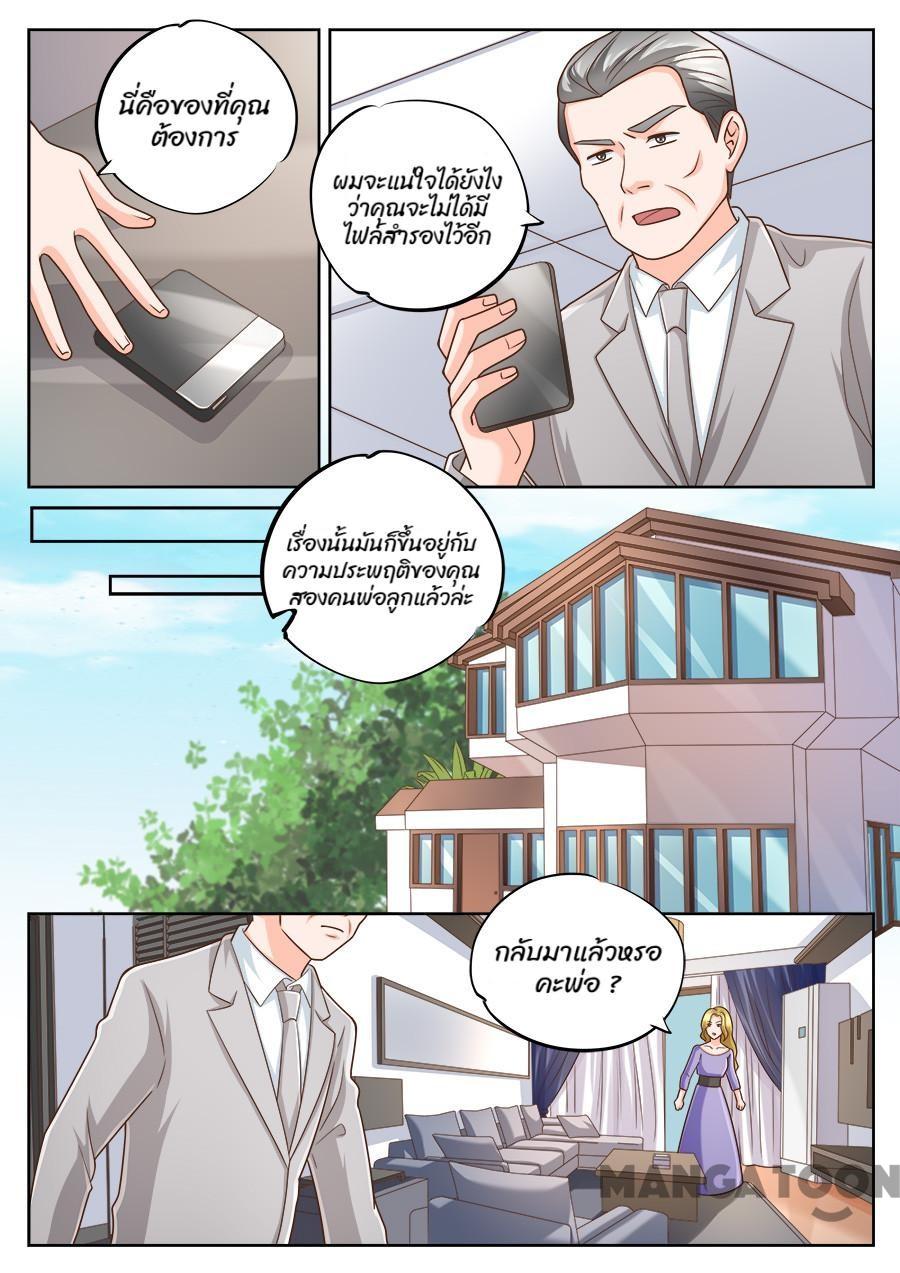 นี่คือของที่คุณ
ต้องการ
ผมจะแน่ใจได้ยังไง
ว่าคุณจะไม่ได้มี
ไฟล์สำรองไว้อีก
เรื่องนั้นมันก็ขึ้นอยู่กับ
ความประพฤติของคุณ
สองคนพ่อลูกแล้วล่ะ
กลับมาแล้วหรอ
คะพ่อ ?
MANGATOON